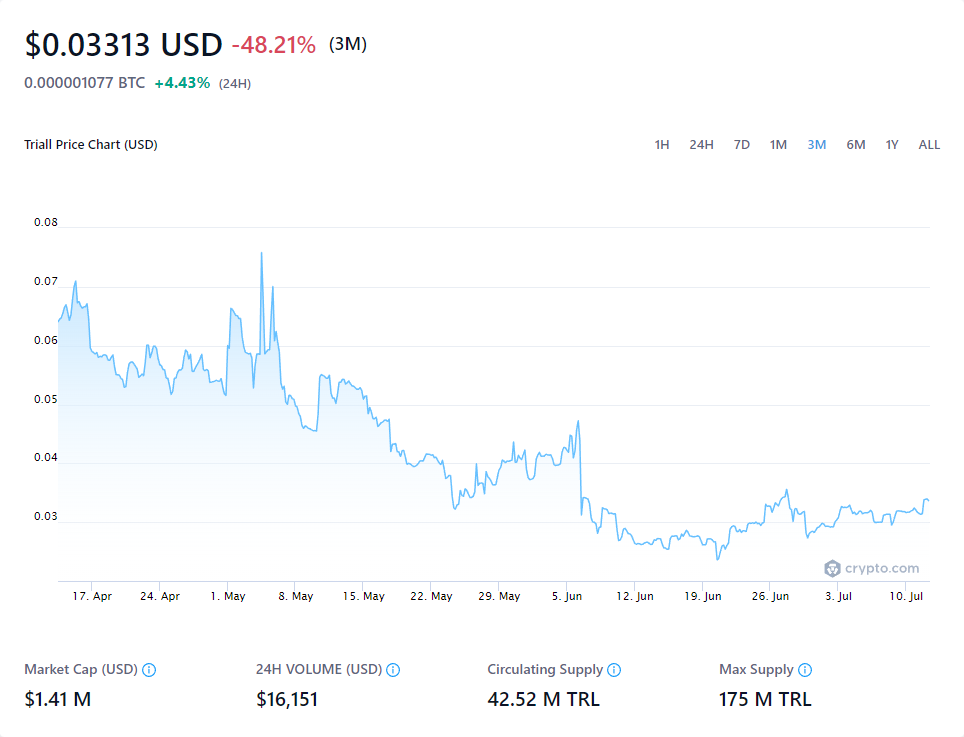 $0.03313 USD -48.21% (3M)
0.000001077 BTC +4.43% (24H)
Triall Price Chart (USD) 1H 24H 7D 1M 3M 6M 1Y ALL
0.08
0.07
0.06
0.05
0.04
0.03
crypto.com
17. Apr 24. Apr 1. May 8. May 15. May 22. May 29. May 5. Jun 12. Jun 19. Jun 26. Jun 3. Jul 10. Jul
Market Cap (USD) 24H VOLUME (USD) Circulating Supply Max Supply
$1.41 M $16,151 42.52 M TRL 175 M TRL